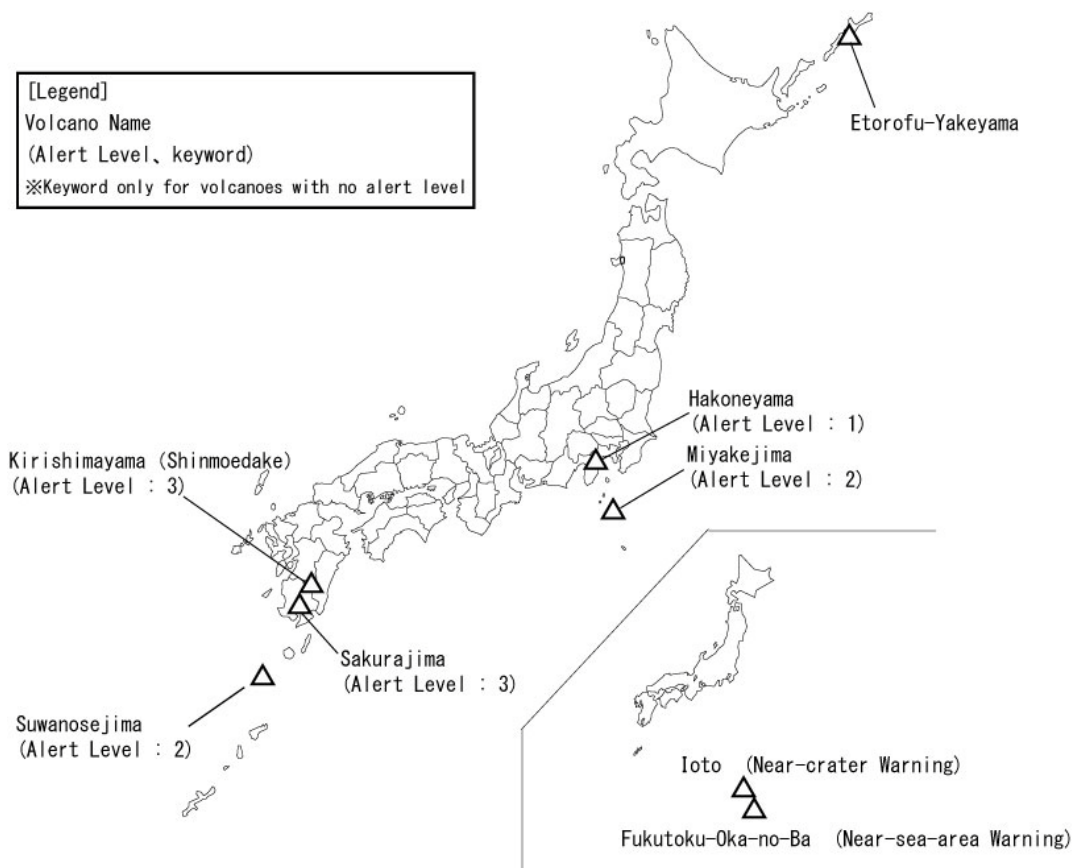 [Legend]
Volcano Name
(Alert Level、keyword)
※Keyword only for volcanoes with no alert level
Etorofu-Yakeyama
Hakoneyama
(Alert Level : 1)
Miyakejima
(Alert Level : 2)
Kirishimayama (Shinmoedake)
(Alert Level : 3)
Sakurajima
(Alert Level : 3)
Suwanosejima
(Alert Level : 2)
Ioto (Near-crater Warning)
Fukutoku-Oka-no-Ba (Near-sea-area Warning)